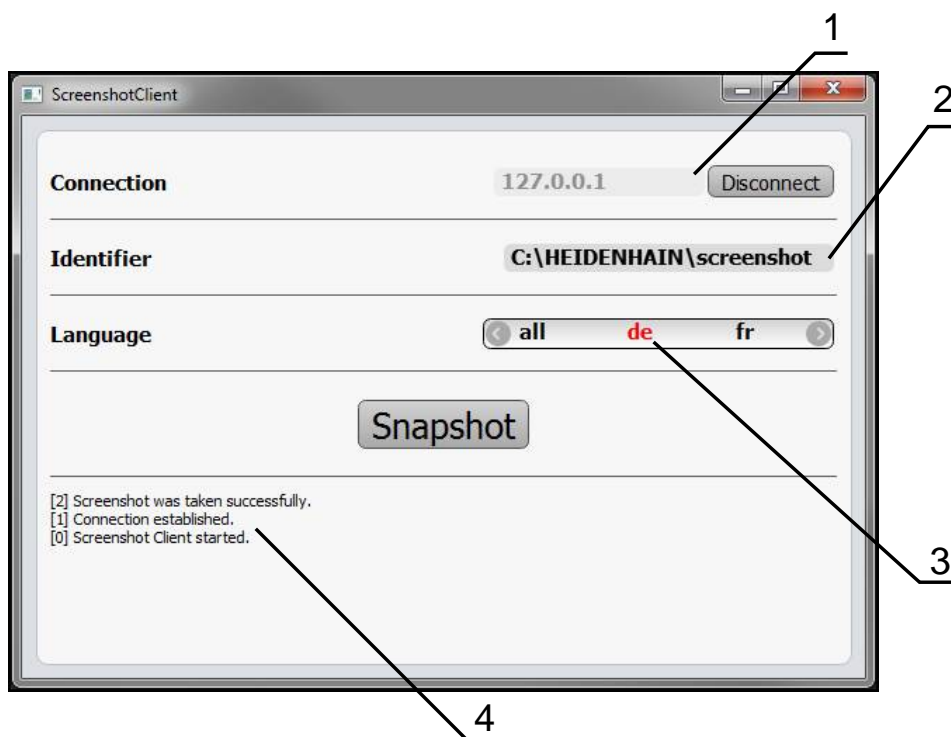 1
ScreenshotClient
2
Connection 127.0.0.1 Disconnect
Identifier C:\HEIDENHAIN\screenshot
Language all de fr
Snapshot
[2] Screenshot was taken successfully.
[1] Connection established.
[0] Screenshot Client started.
3
4